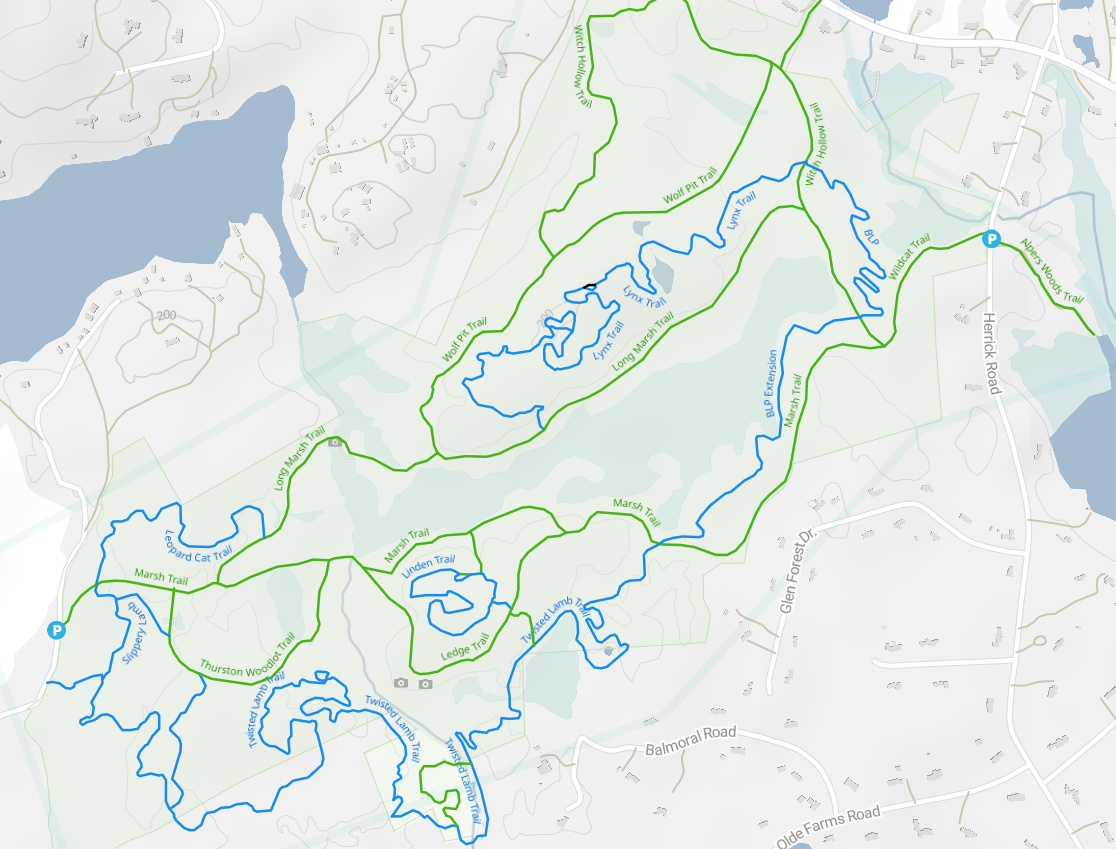 Witch Hollow Trail
Witch Hollow Trail
Wolf Pit Trail
Lynx Trail
BLP
Wildcat Trail
P
Alpers Woods Trail
Lynx Trail
200
200
Wolf Pit Trail
Lynx Trail
Long Marsh Trail
Herrick Road
BLP Extension
Marsh Trail
Long Marsh Trail
Marsh Trail
Leopard Cat Trail
Marsh Trail
Glen Forest Dr.
Linden Trail
Marsh Trail
P
Slippery Lamb
Twisted Lamb Trail
Ledge Trail
Thurston Woodlot Trail
Twisted Lamb Trail
Twisted Lamb Trail
Twisted Lamb Trail
Balmoral Road
Olde Farms Road